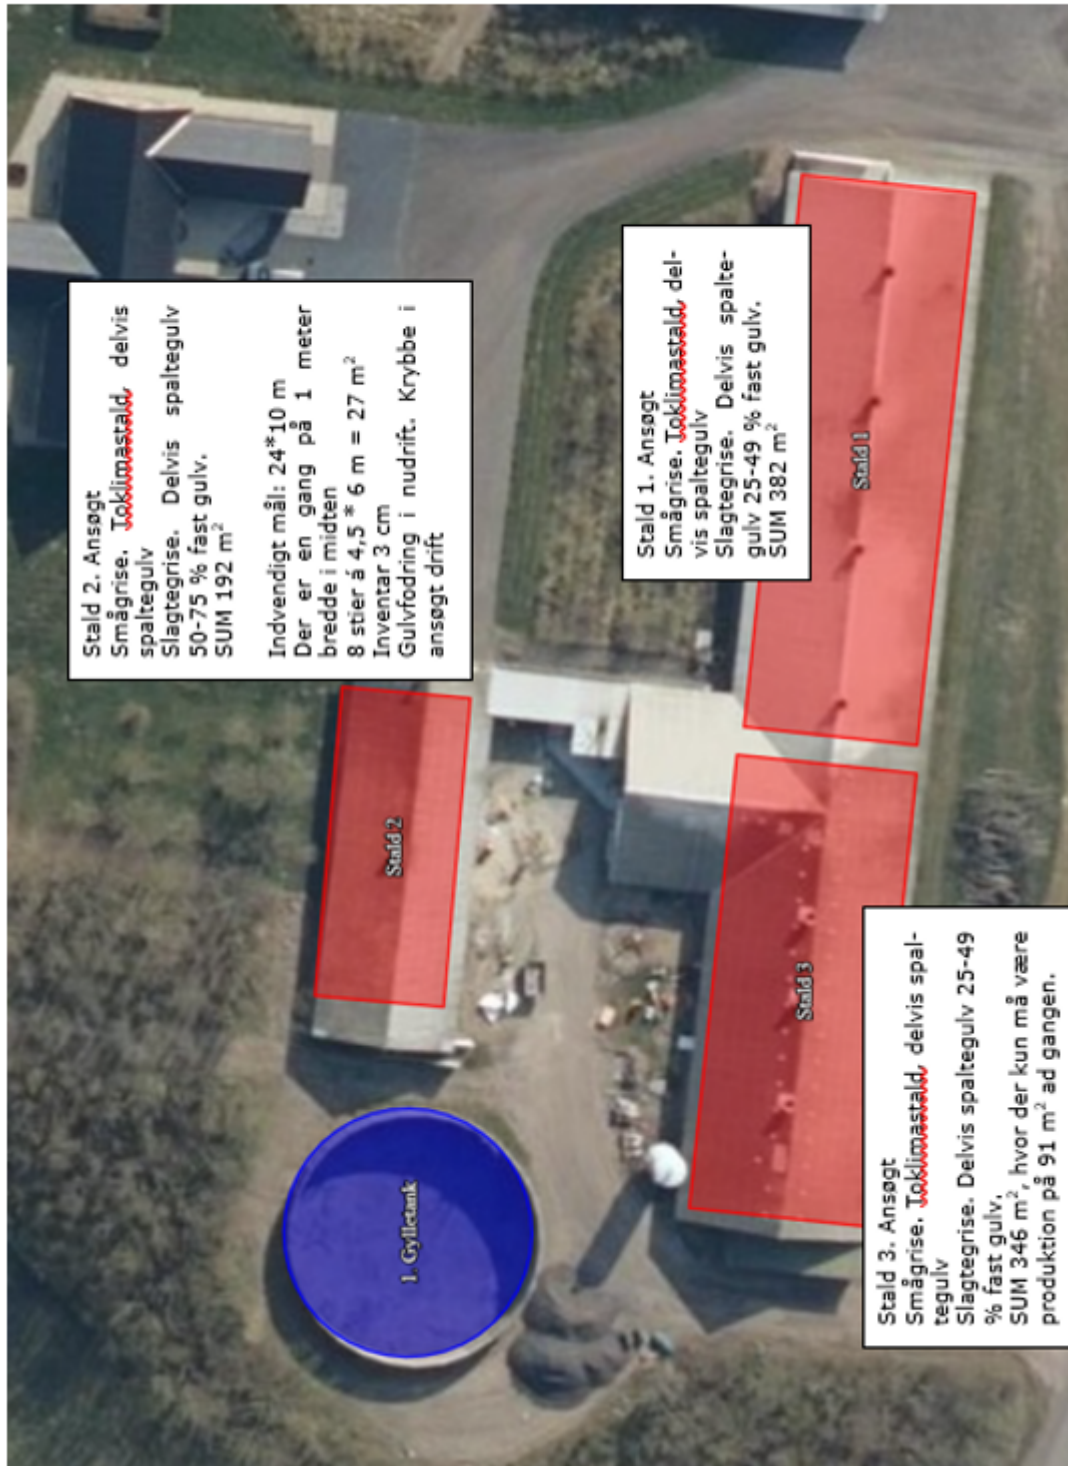 Stald 2. Ansøgt
Smågrise. Toklimastald, delvis
spaltegulv
Slagtegrise. Delvis spaltegulv
50-75 % fast gulv.
SUM 192 m²
Indvendigt mål: 24*10 m
Der er en gang på 1 meter
bredde i midten
8 stier á 4,5 * 6 m = 27 m²
Inventar 3 cm
Gulvfodring i nudrift. Krybbe i
ansøgt drift
Stald 1. Ansøgt
Smågrise. Toklimastald, del-
vis spaltegulv
Slagtegrise. Delvis spalte-
gulv 25-49 % fast gulv.
SUM 382 m²
Stald 3. Ansøgt
Smågrise. Toklimastald, delvis spal-
tegulv
Slagtegrise. Delvis spaltegulv 25-49
% fast gulv.
SUM 346 m², hvor der kun må være
produktion på 91 m² ad gangen.
1. Gylletank
Stald 2
Stald 3
Stald 1